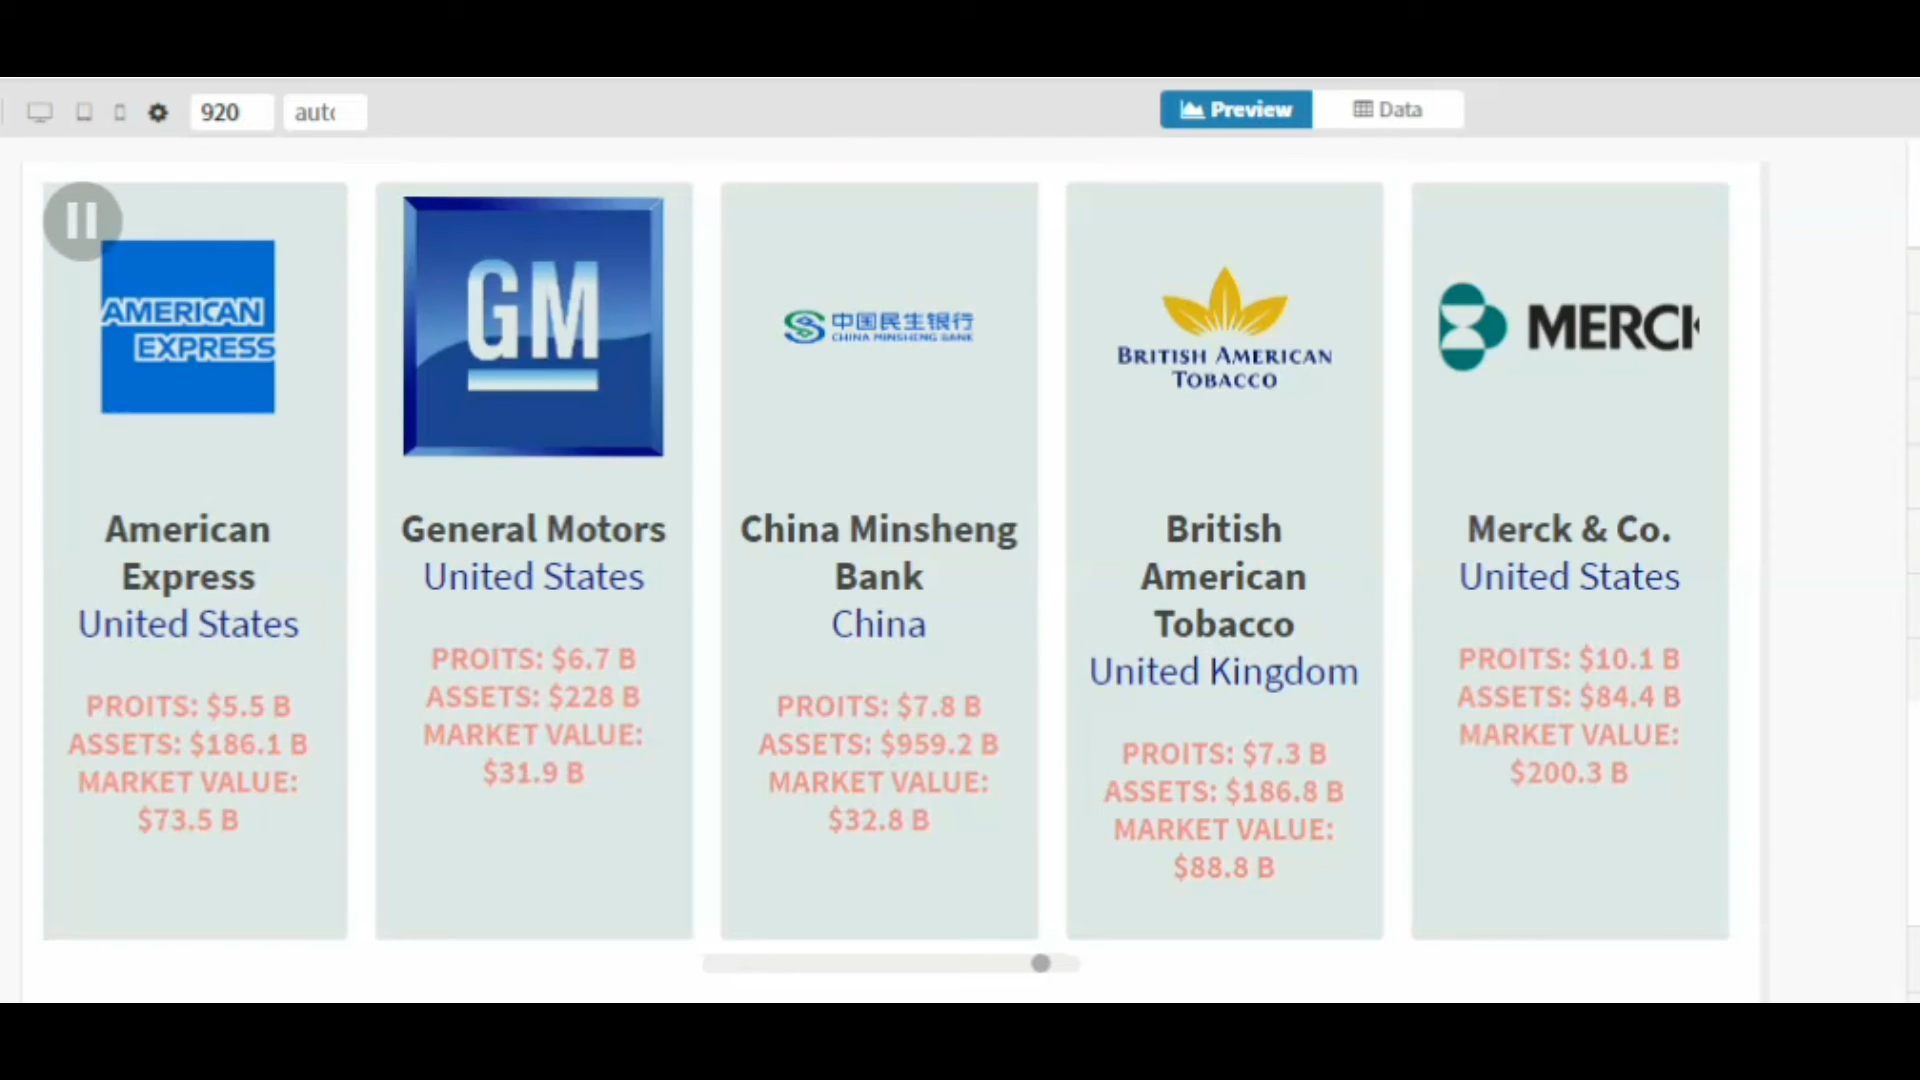 920
auto
Preview
Data
AMERICAN
EXPRESS
American
Express
United States
PROITS: $5.5 B
ASSETS: $186.1 B
MARKET VALUE:
$73.5 B
GM
General Motors
United States
PROITS: $6.7 B
ASSETS: $228 B
MARKET VALUE:
$31.9 B
中国民生银行
CHINA MINSHENG BANK
China Minsheng
Bank
China
PROITS: $7.8 B
ASSETS: $959.2 B
MARKET VALUE:
$32.8 B
BRITISH AMERICAN
TOBACCO
British
American
Tobacco
United Kingdom
PROITS: $7.3 B
ASSETS: $186.8 B
MARKET VALUE:
$88.8 B
MERCK
Merck & Co.
United States
PROITS: $10.1 B
ASSETS: $84.4 B
MARKET VALUE:
$200.3 B